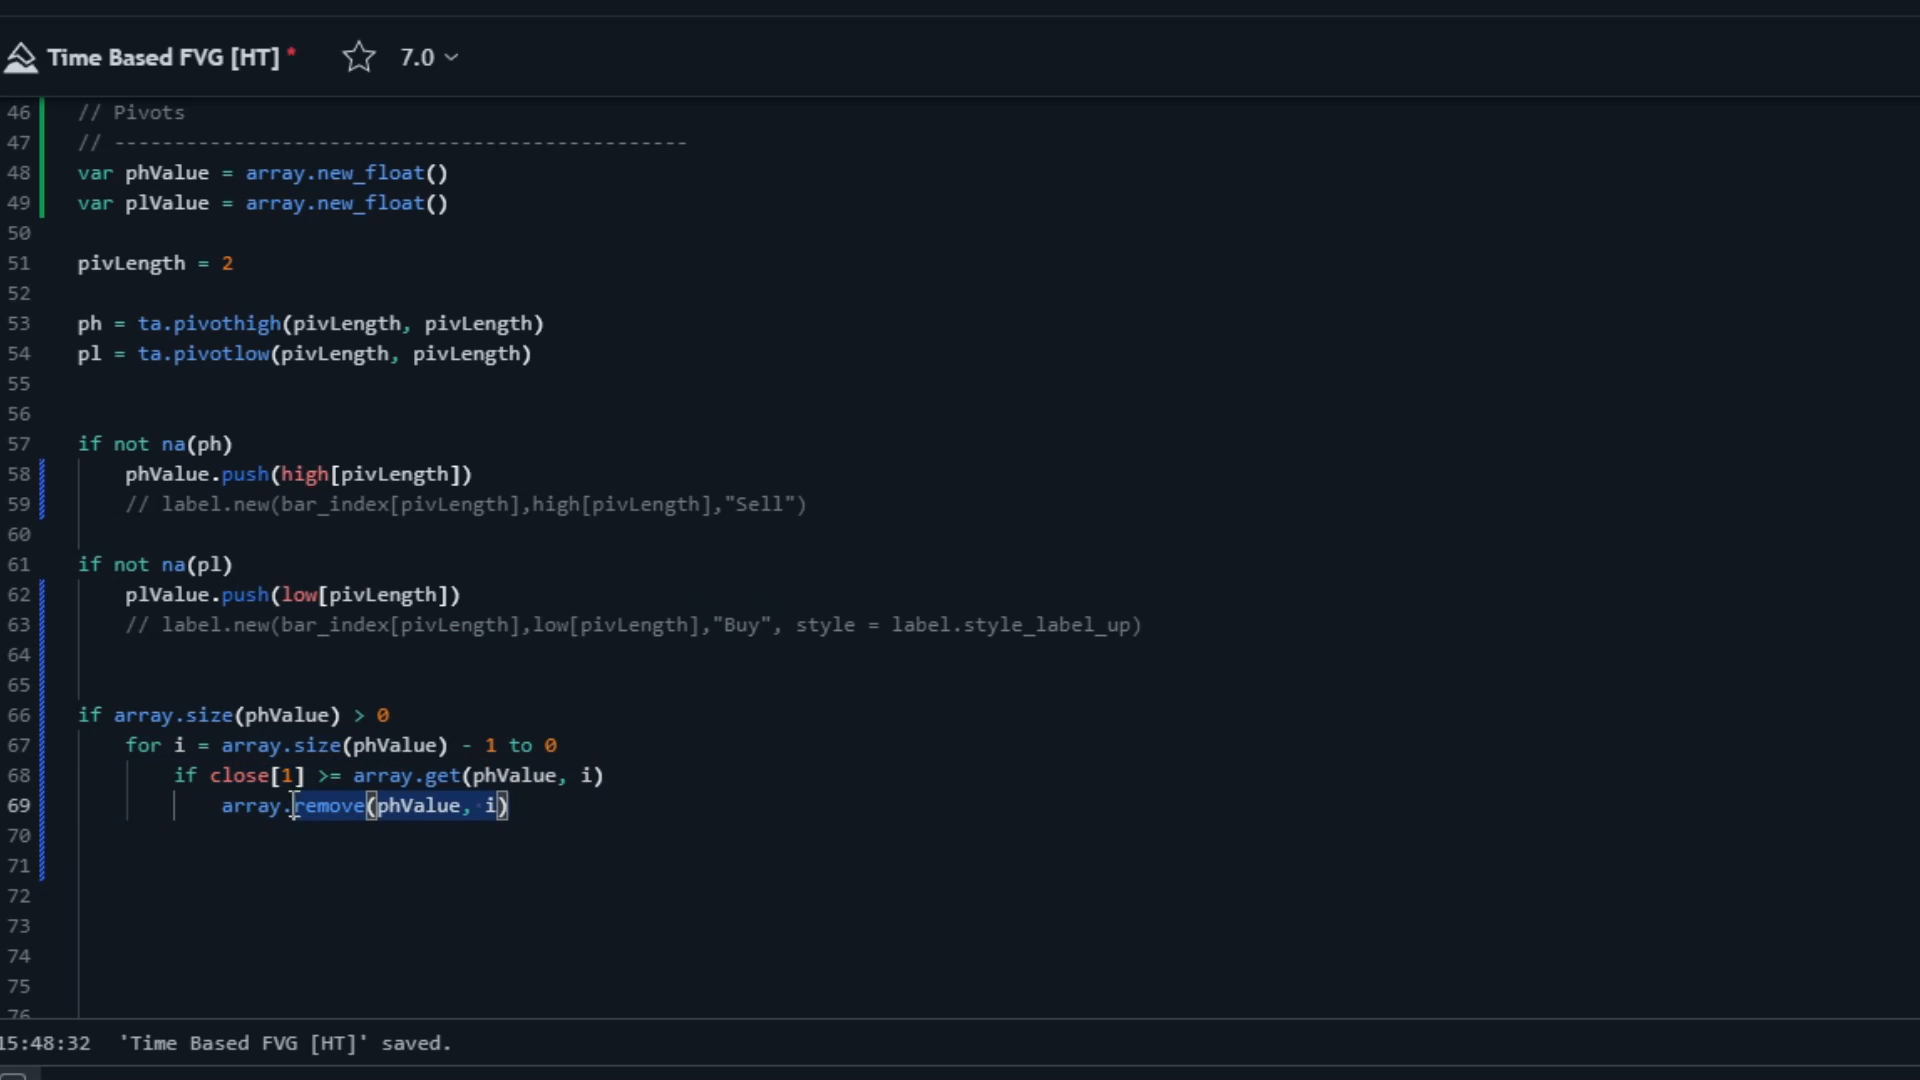 Time Based FVG [HT] * 7.0
46 // Pivots
47 // ------------------------------------------------
48 var phValue = array.new_float()
49 var plValue = array.new_float()
50
51 pivLength = 2
52
53 ph = ta.pivothigh(pivLength, pivLength)
54 pl = ta.pivotlow(pivLength, pivLength)
55
56
57 if not na(ph)
58 phValue.push(high[pivLength])
59 // label.new(bar_index[pivLength],high[pivLength],"Sell")
60
61 if not na(pl)
62 plValue.push(low[pivLength])
63 // label.new(bar_index[pivLength],low[pivLength],"Buy", style = label.style_label_up)
64
65
66 if array.size(phValue) > 0
67 for i = array.size(phValue) - 1 to 0
68 if close[1] >= array.get(phValue, i)
69 array.remove(phValue, i)
70
71
72
73
74
75
76
15:48:32 'Time Based FVG [HT]' saved.